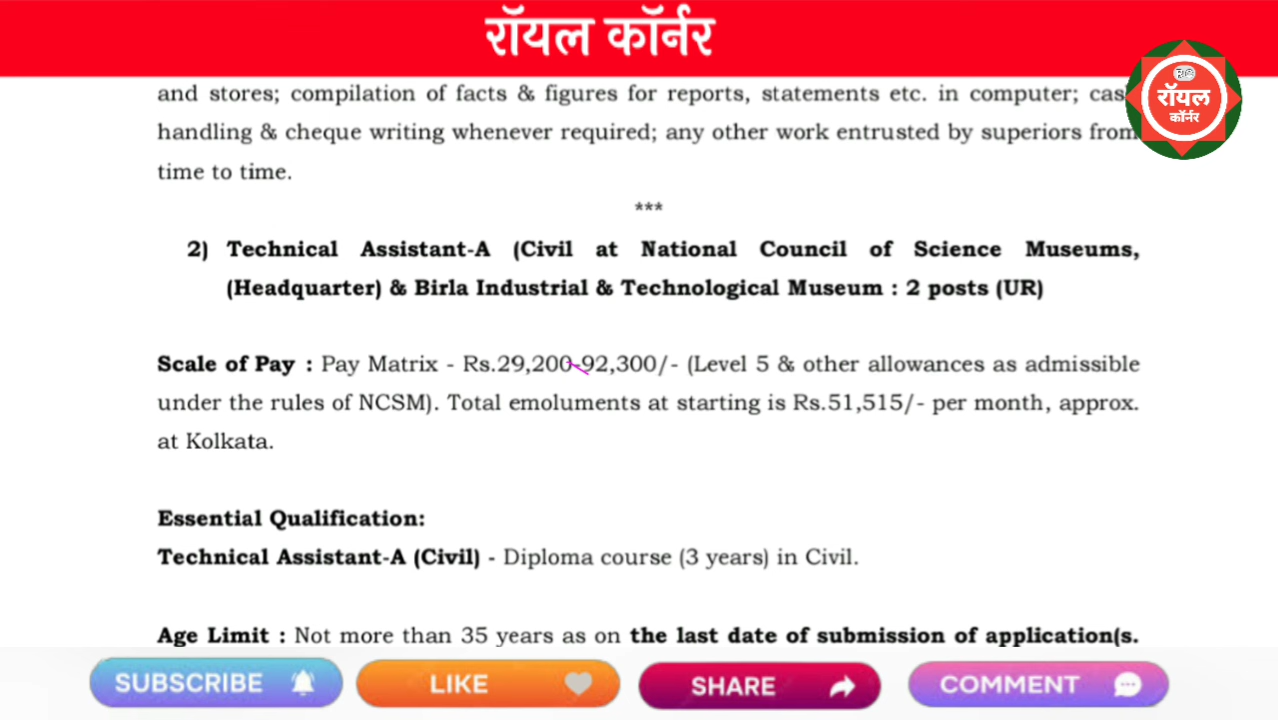 रॉयल कॉर्नर
and stores; compilation of facts & figures for reports, statements etc. in computer;
handling & cheque writing whenever required; any other work entrusted by superiors from
time to time.
***
2) Technical Assistant-A (Civil at National Council of Science Museums,
(Headquarter) & Birla Industrial & Technological Museum : 2 posts (UR)
Scale of Pay : Pay Matrix - Rs.29,200-92,300/- (Level 5 & other allowances as admissible
under the rules of NCSM). Total emoluments at starting is Rs.51,515/- per month, approx.
at Kolkata.
Essential Qualification:
Technical Assistant-A (Civil) - Diploma course (3 years) in Civil.
Age Limit : Not more than 35 years as on the last date of submission of application(s.
रॉयल
कॉर्नर
SUBSCRIBE LIKE SHARE COMMENT